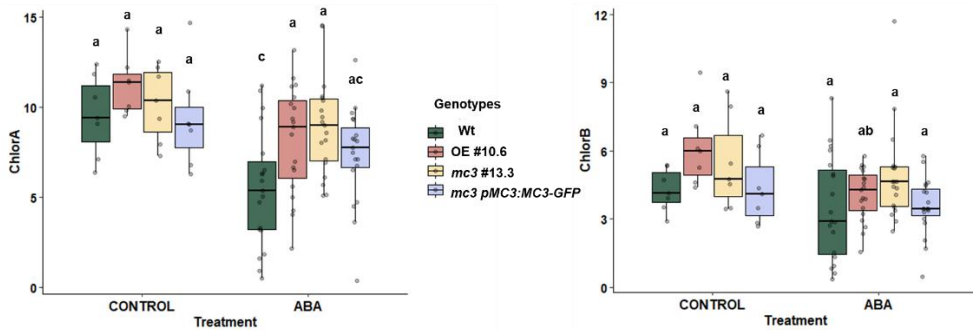 15
10
5
0
ChlorA
a
a
a
a
c
a
a
ac
CONTROL
ABA
Treatment
Genotypes
Wt
OE #10.6
mc3 #13.3
mc3 pMC3:MC3-GFP
12
9
6
3
0
ChlorB
a
a
a
a
a
ab
a
a
CONTROL
ABA
Treatment